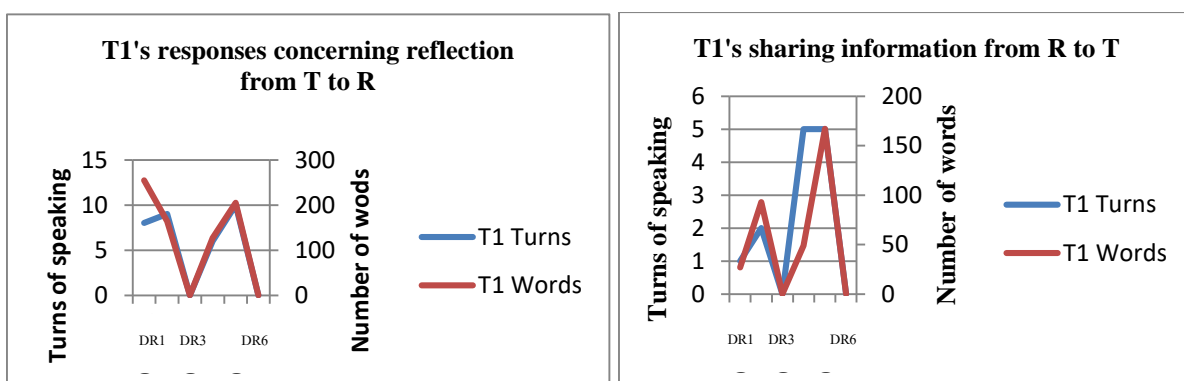 T1's responses concerning reflection
from T to R
Turns of speaking
15
10
5
0
300
200
100
0
Number of wods
DR1 DR3 DR6
T1 Turns
T1 Words
T1's sharing information from R to T
Turns of speaking
6
5
4
3
2
1
0
200
150
100
50
0
Number of words
DR1 DR3 DR6
T1 Turns
T1 Words